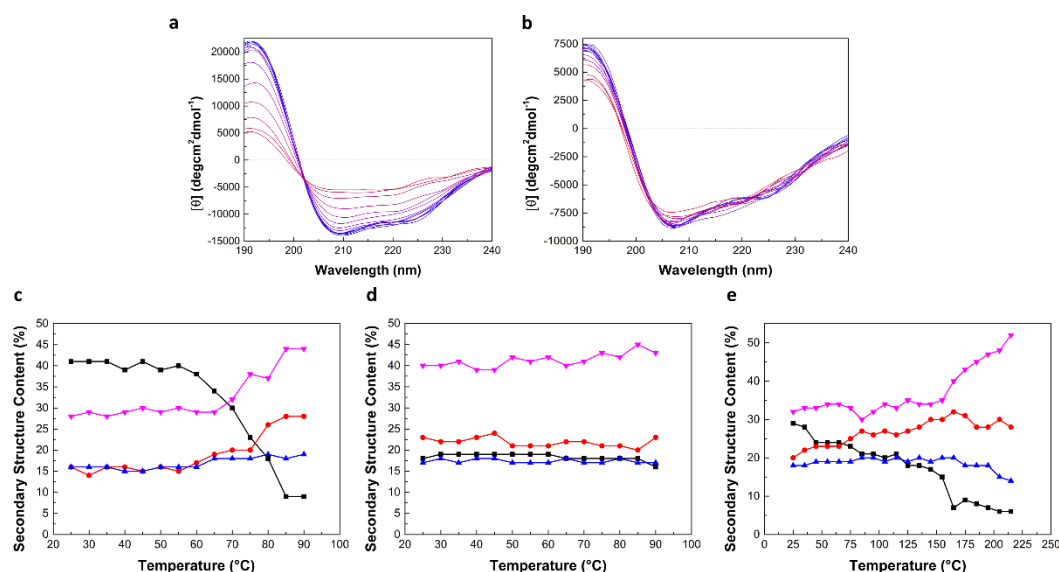 a
b
[θ] (degcm²dmol⁻¹)
20000
15000
10000
5000
0
-5000
-10000
-15000
190 200 210 220 230 240
Wavelength (nm)
[θ] (degcm²dmol⁻¹)
7500
5000
2500
0
-2500
-5000
-7500
-10000
190 200 210 220 230 240
Wavelength (nm)
c
d
e
Secondary Structure Content (%)
50
45
40
35
30
25
20
15
10
5
0
20 30 40 50 60 70 80 90 100
Temperature (°C)
Secondary Structure Content (%)
50
45
40
35
30
25
20
15
10
5
0
20 30 40 50 60 70 80 90 100
Temperature (°C)
Secondary Structure Content (%)
50
40
30
20
10
0
0 25 50 75 100 125 150 175 200 225 250
Temperature (°C)